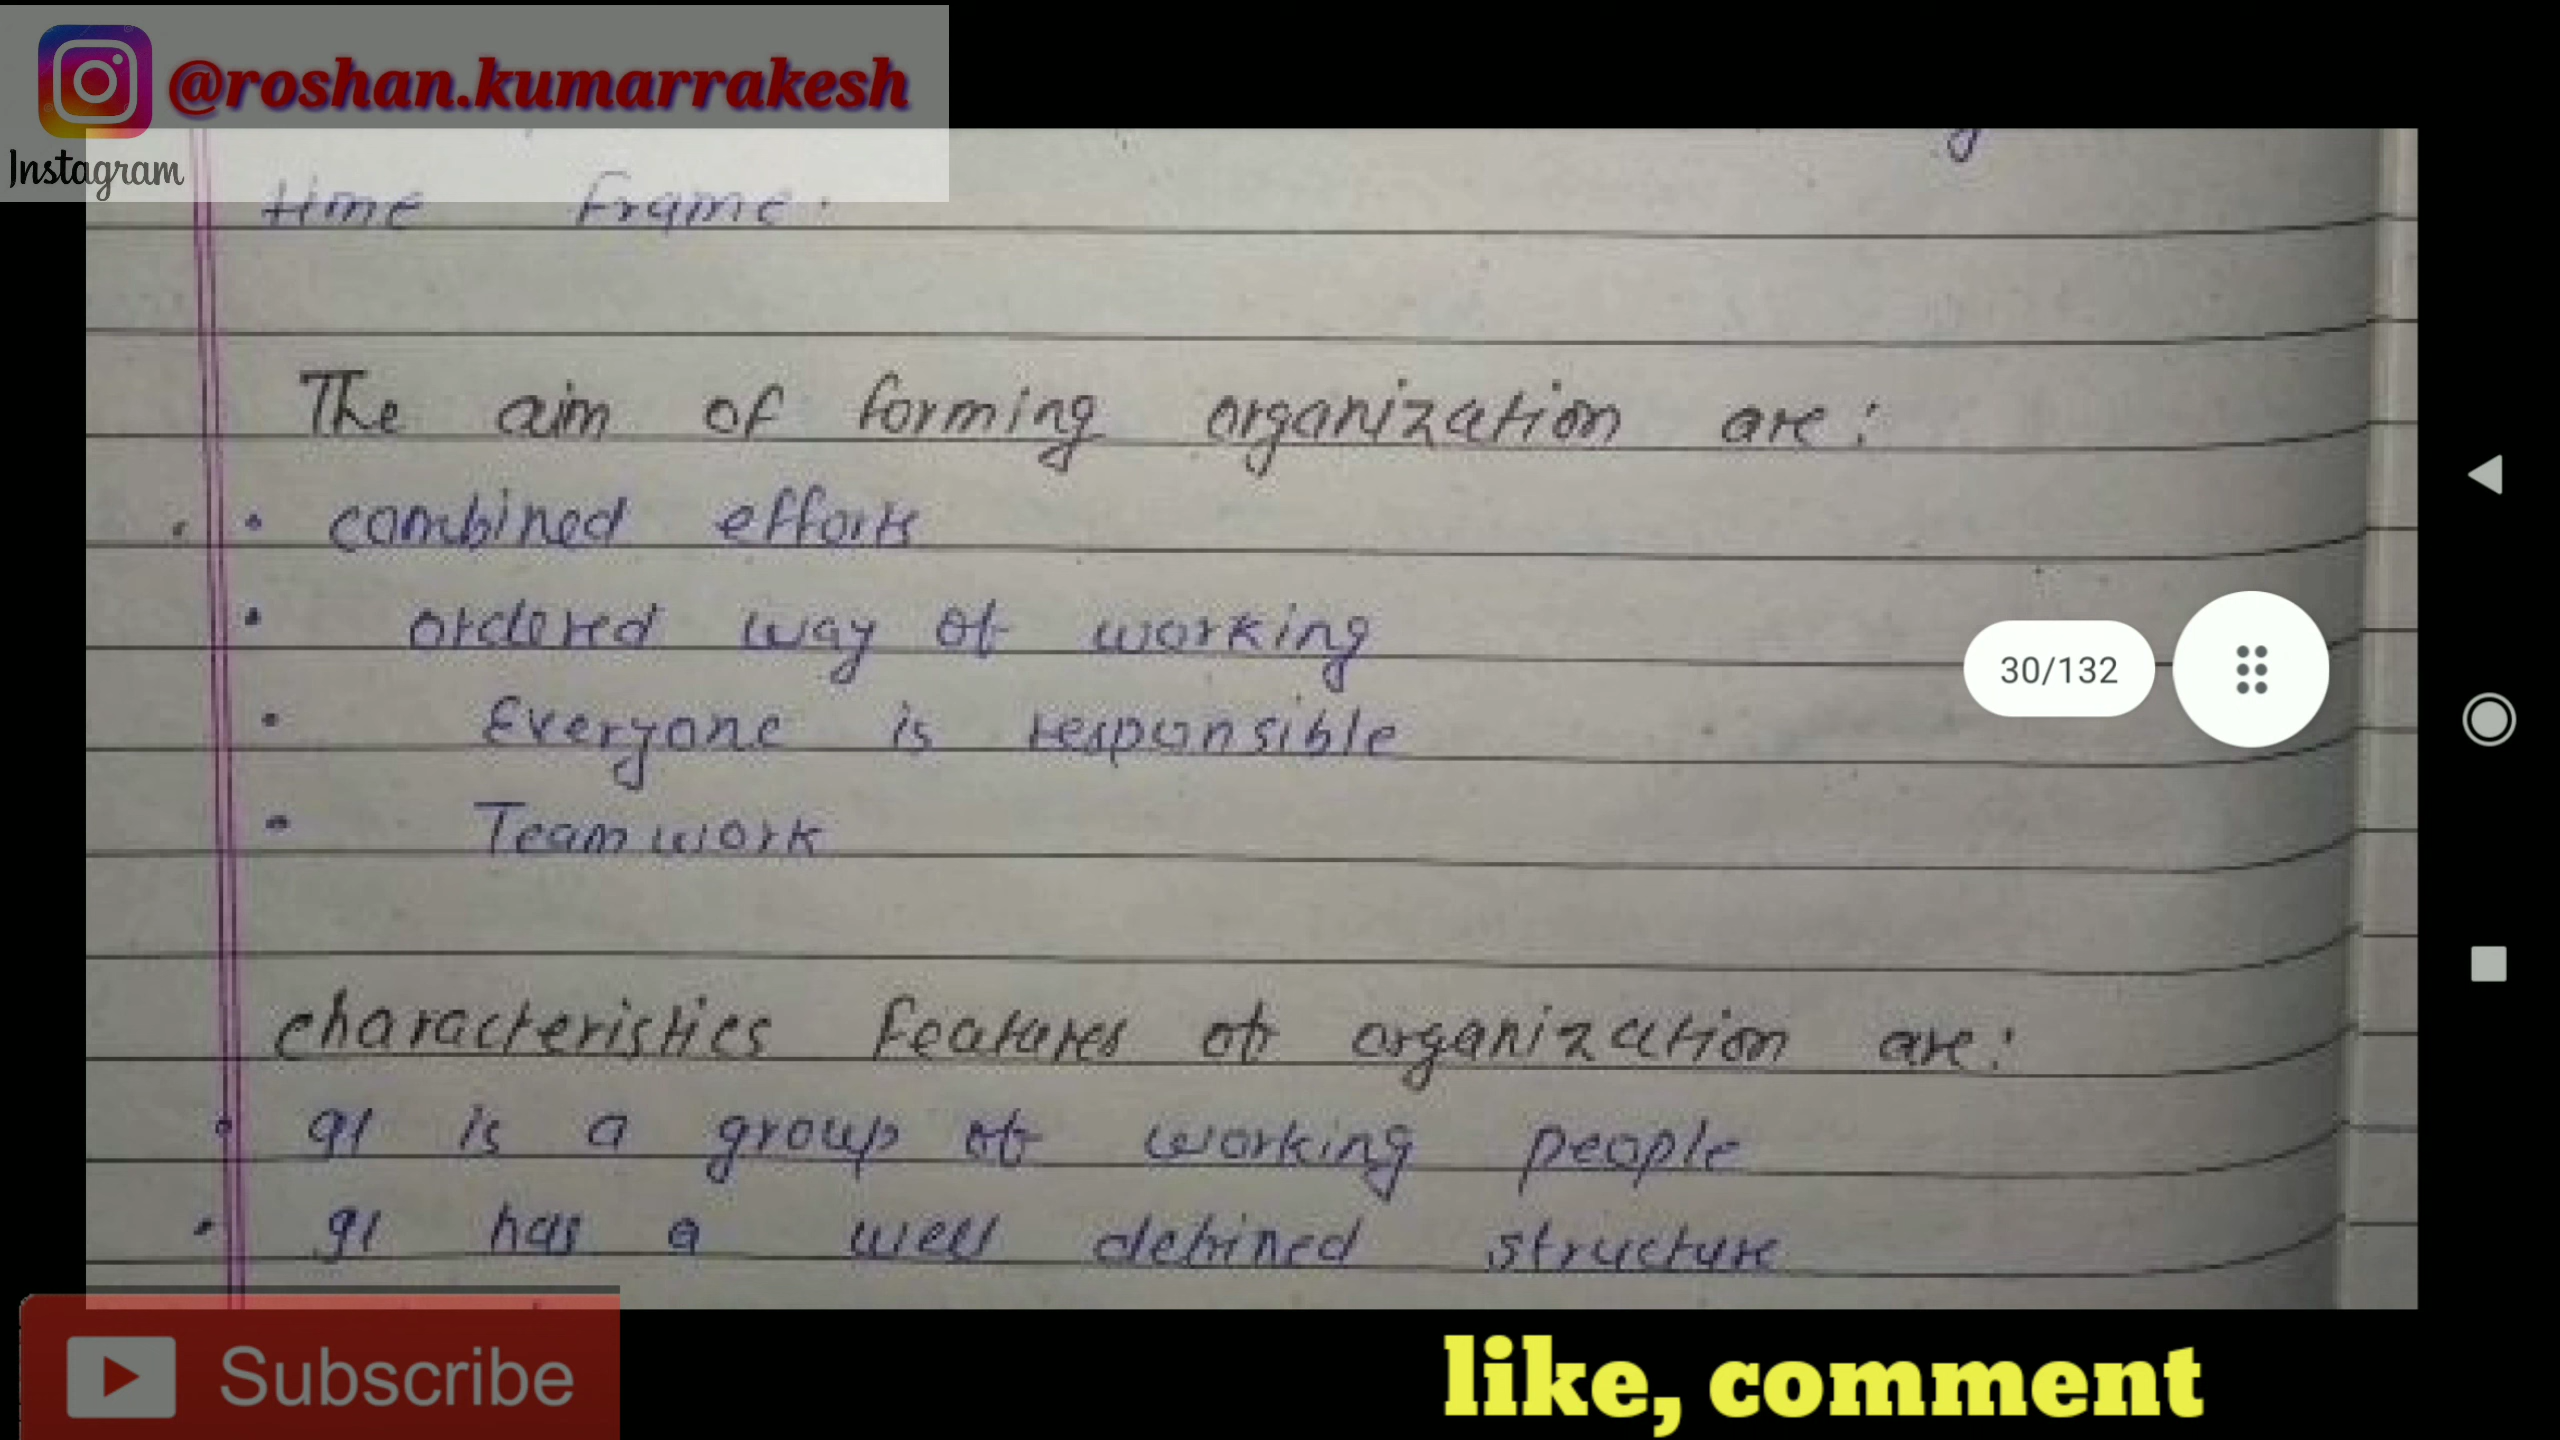 @roshan.kumarrakesh
Instagram
time frame.
The aim of forming organization are:
• combined efforts
• ordered way of working
• Everyone is responsible
30/132
• Team work
characteristics features of organization are:
• It is a group of working people
• It has a well defined structure
Subscribe
like, comment